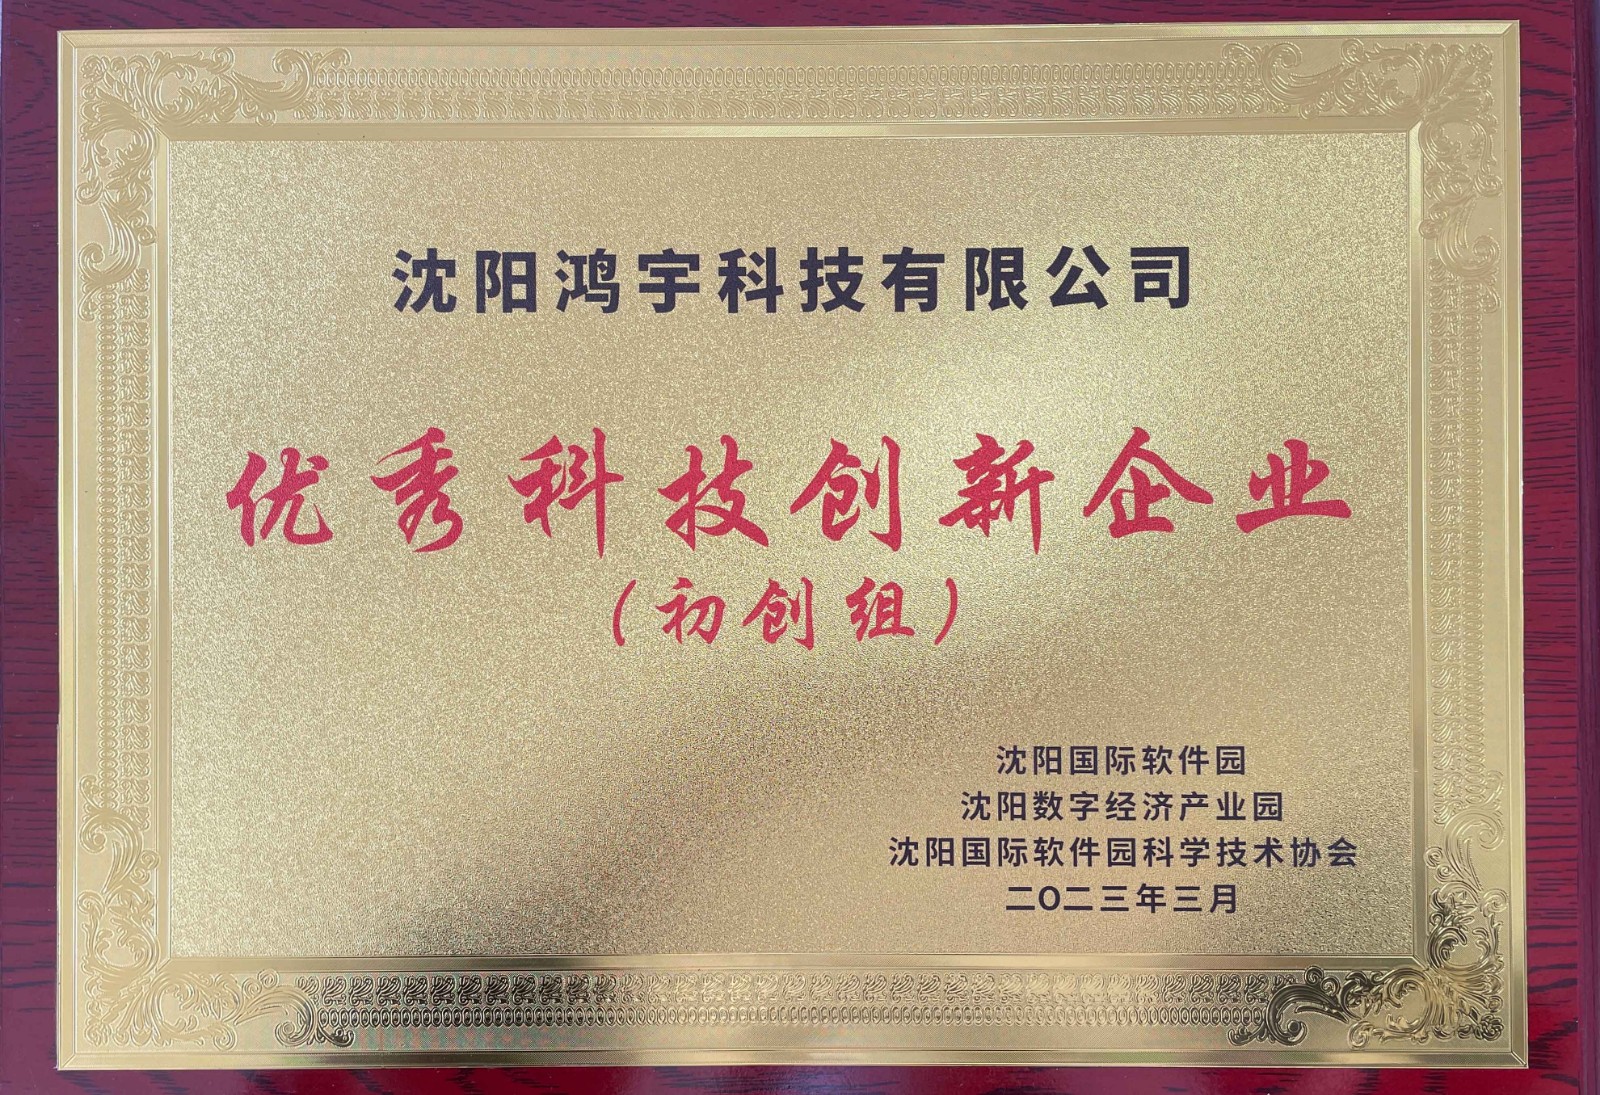 沈阳鸿宇科技有限公司
优秀科技创新企业
（初创组）
沈阳国际软件园
沈阳数字经济产业园
沈阳国际软件园科学技术协会
二〇二三年三月